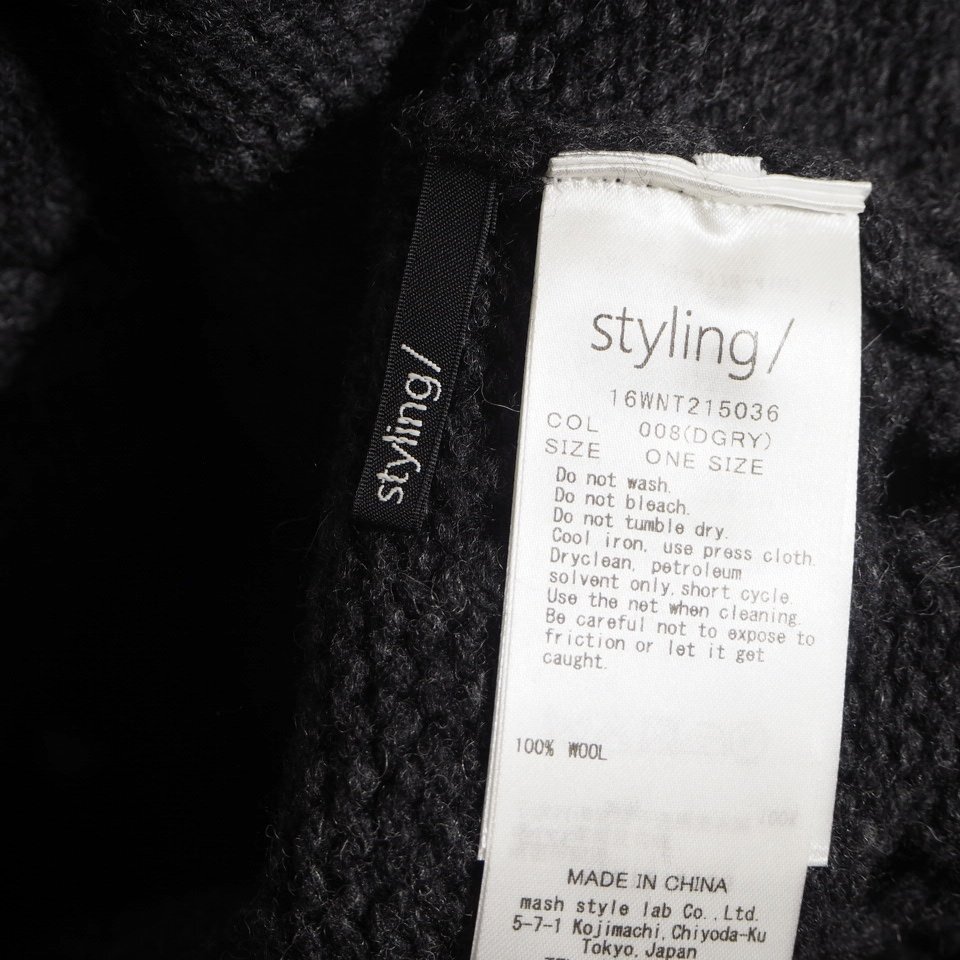 styling/
styling/
16WNT215036
COL 008(DGRY)
SIZE ONE SIZE
Do not wash.
Do not bleach.
Do not tumble dry.
Cool iron, use press cloth
Dryclean, petroleum
solvent only, short cycle.
Use the net when cleaning.
Be careful not to expose to
friction or let it get
caught.
100% WOOL
MADE IN CHINA
mash style lab Co.,Ltd.
5-7-1 Kojimachi, Chiyoda-Ku
Tokyo, Japan